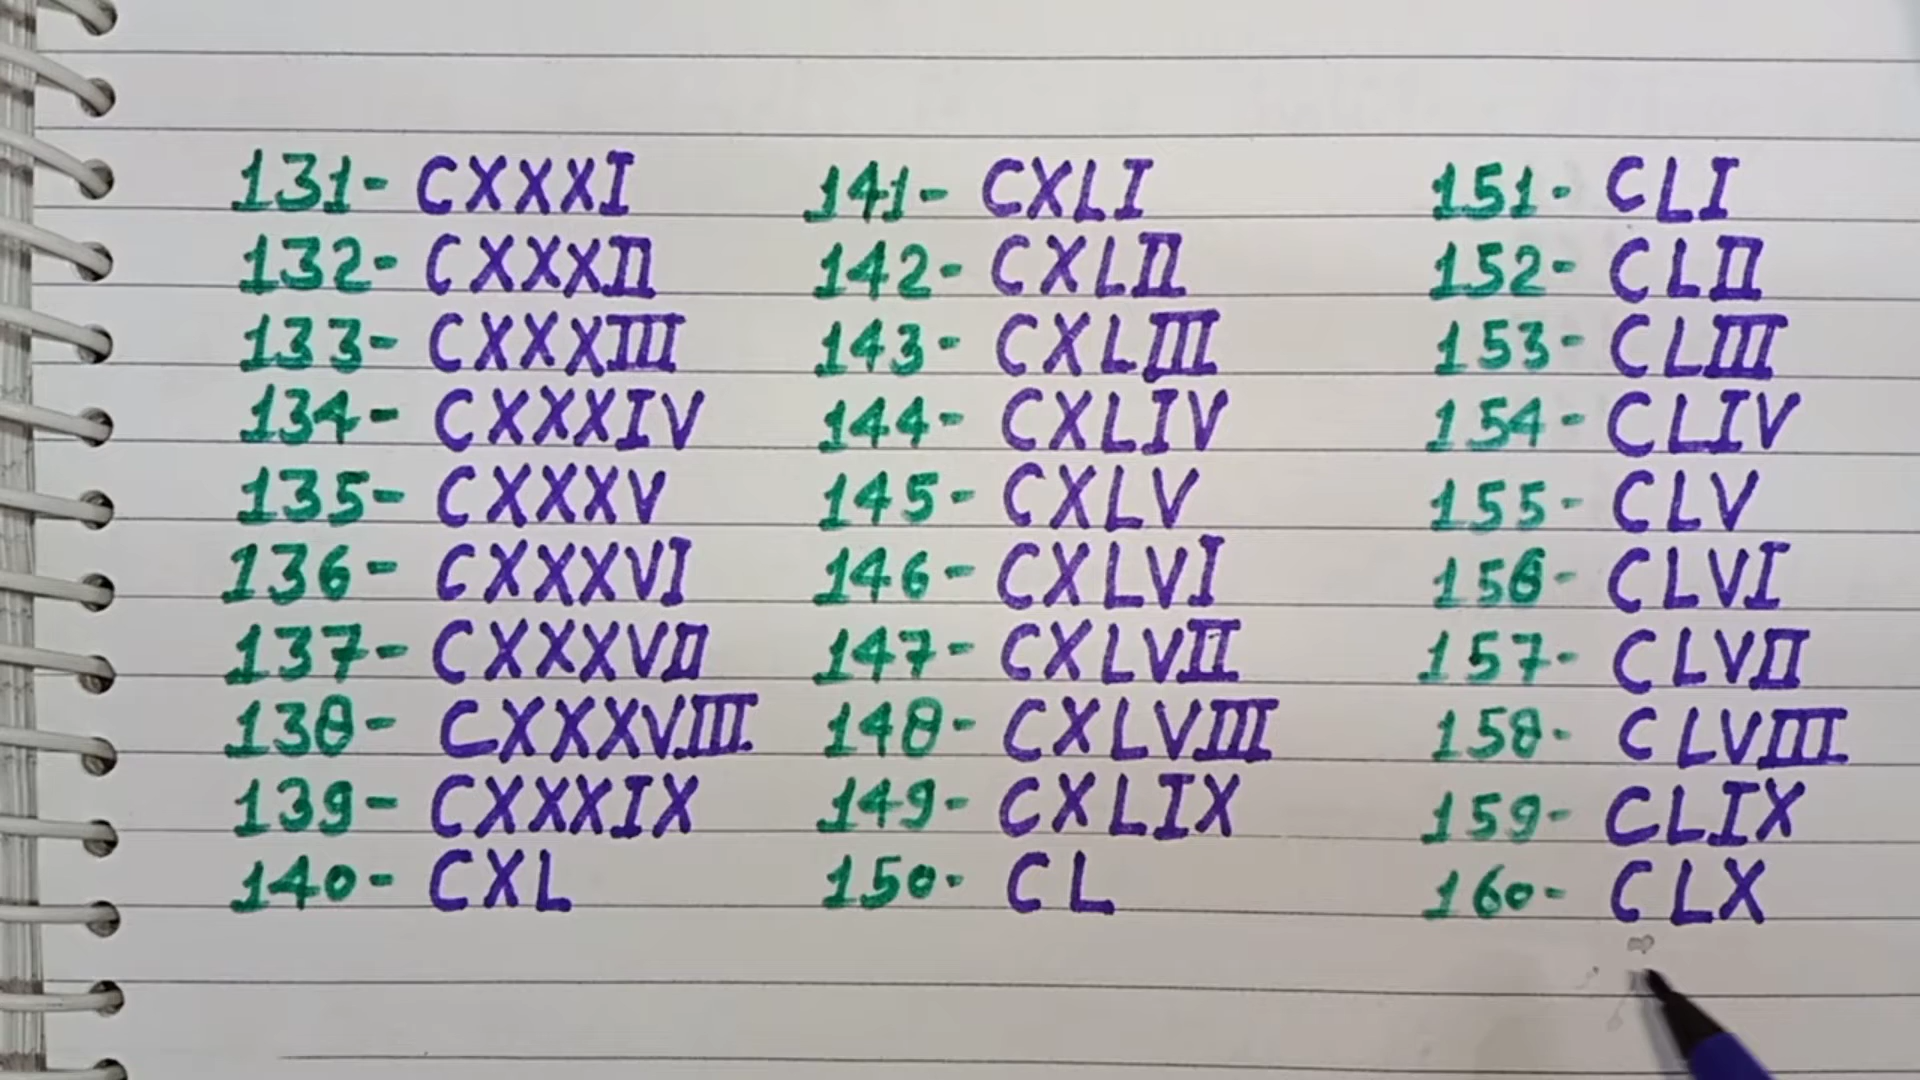 131- CXXXI 141- CXLI 151- CLI
132- CXXXII 142- CXLII 152- CLII
133- CXXXIII 143- CXLIII 153- CLIII
134- CXXXIV 144- CXLIV 154- CLIV
135- CXXXV 145- CXLV 155- CLV
136- CXXXVI 146- CXLVI 156- CLVI
137- CXXXVII 147- CXLVII 157- CLVII
138- CXXXVIII 148- CXLVIII 158- CLVIII
139- CXXXIX 149- CXLIX 159- CLIX
140- CXL 150- CL 160- CLX